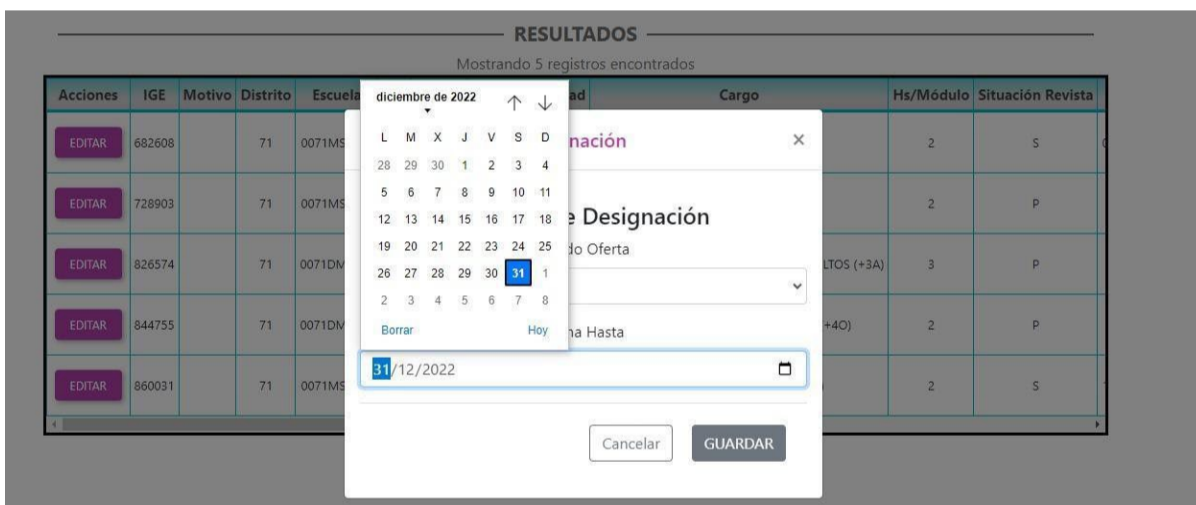 RESULTADOS
Mostrando 5 registros encontrados
Acciones IGE Motivo Distrito Escuela ad Cargo Hs/Módulo Situación Revista
EDITAR 682608 71 0071MS 2 S
EDITAR 728903 71 0071MS 2 P
EDITAR 826574 71 0071DM LTOS (+3A) 3 P
EDITAR 844755 71 0071DM +4O) 2 P
EDITAR 860031 71 0071MS ) 2 S
nación ×
e Designación
do Oferta
na Hasta
31/12/2022
Cancelar GUARDAR
diciembre de 2022
L M X J V S D
28 29 30 1 2 3 4
5 6 7 8 9 10 11
12 13 14 15 16 17 18
19 20 21 22 23 24 25
26 27 28 29 30 31 1
2 3 4 5 6 7 8
Borrar Hoy